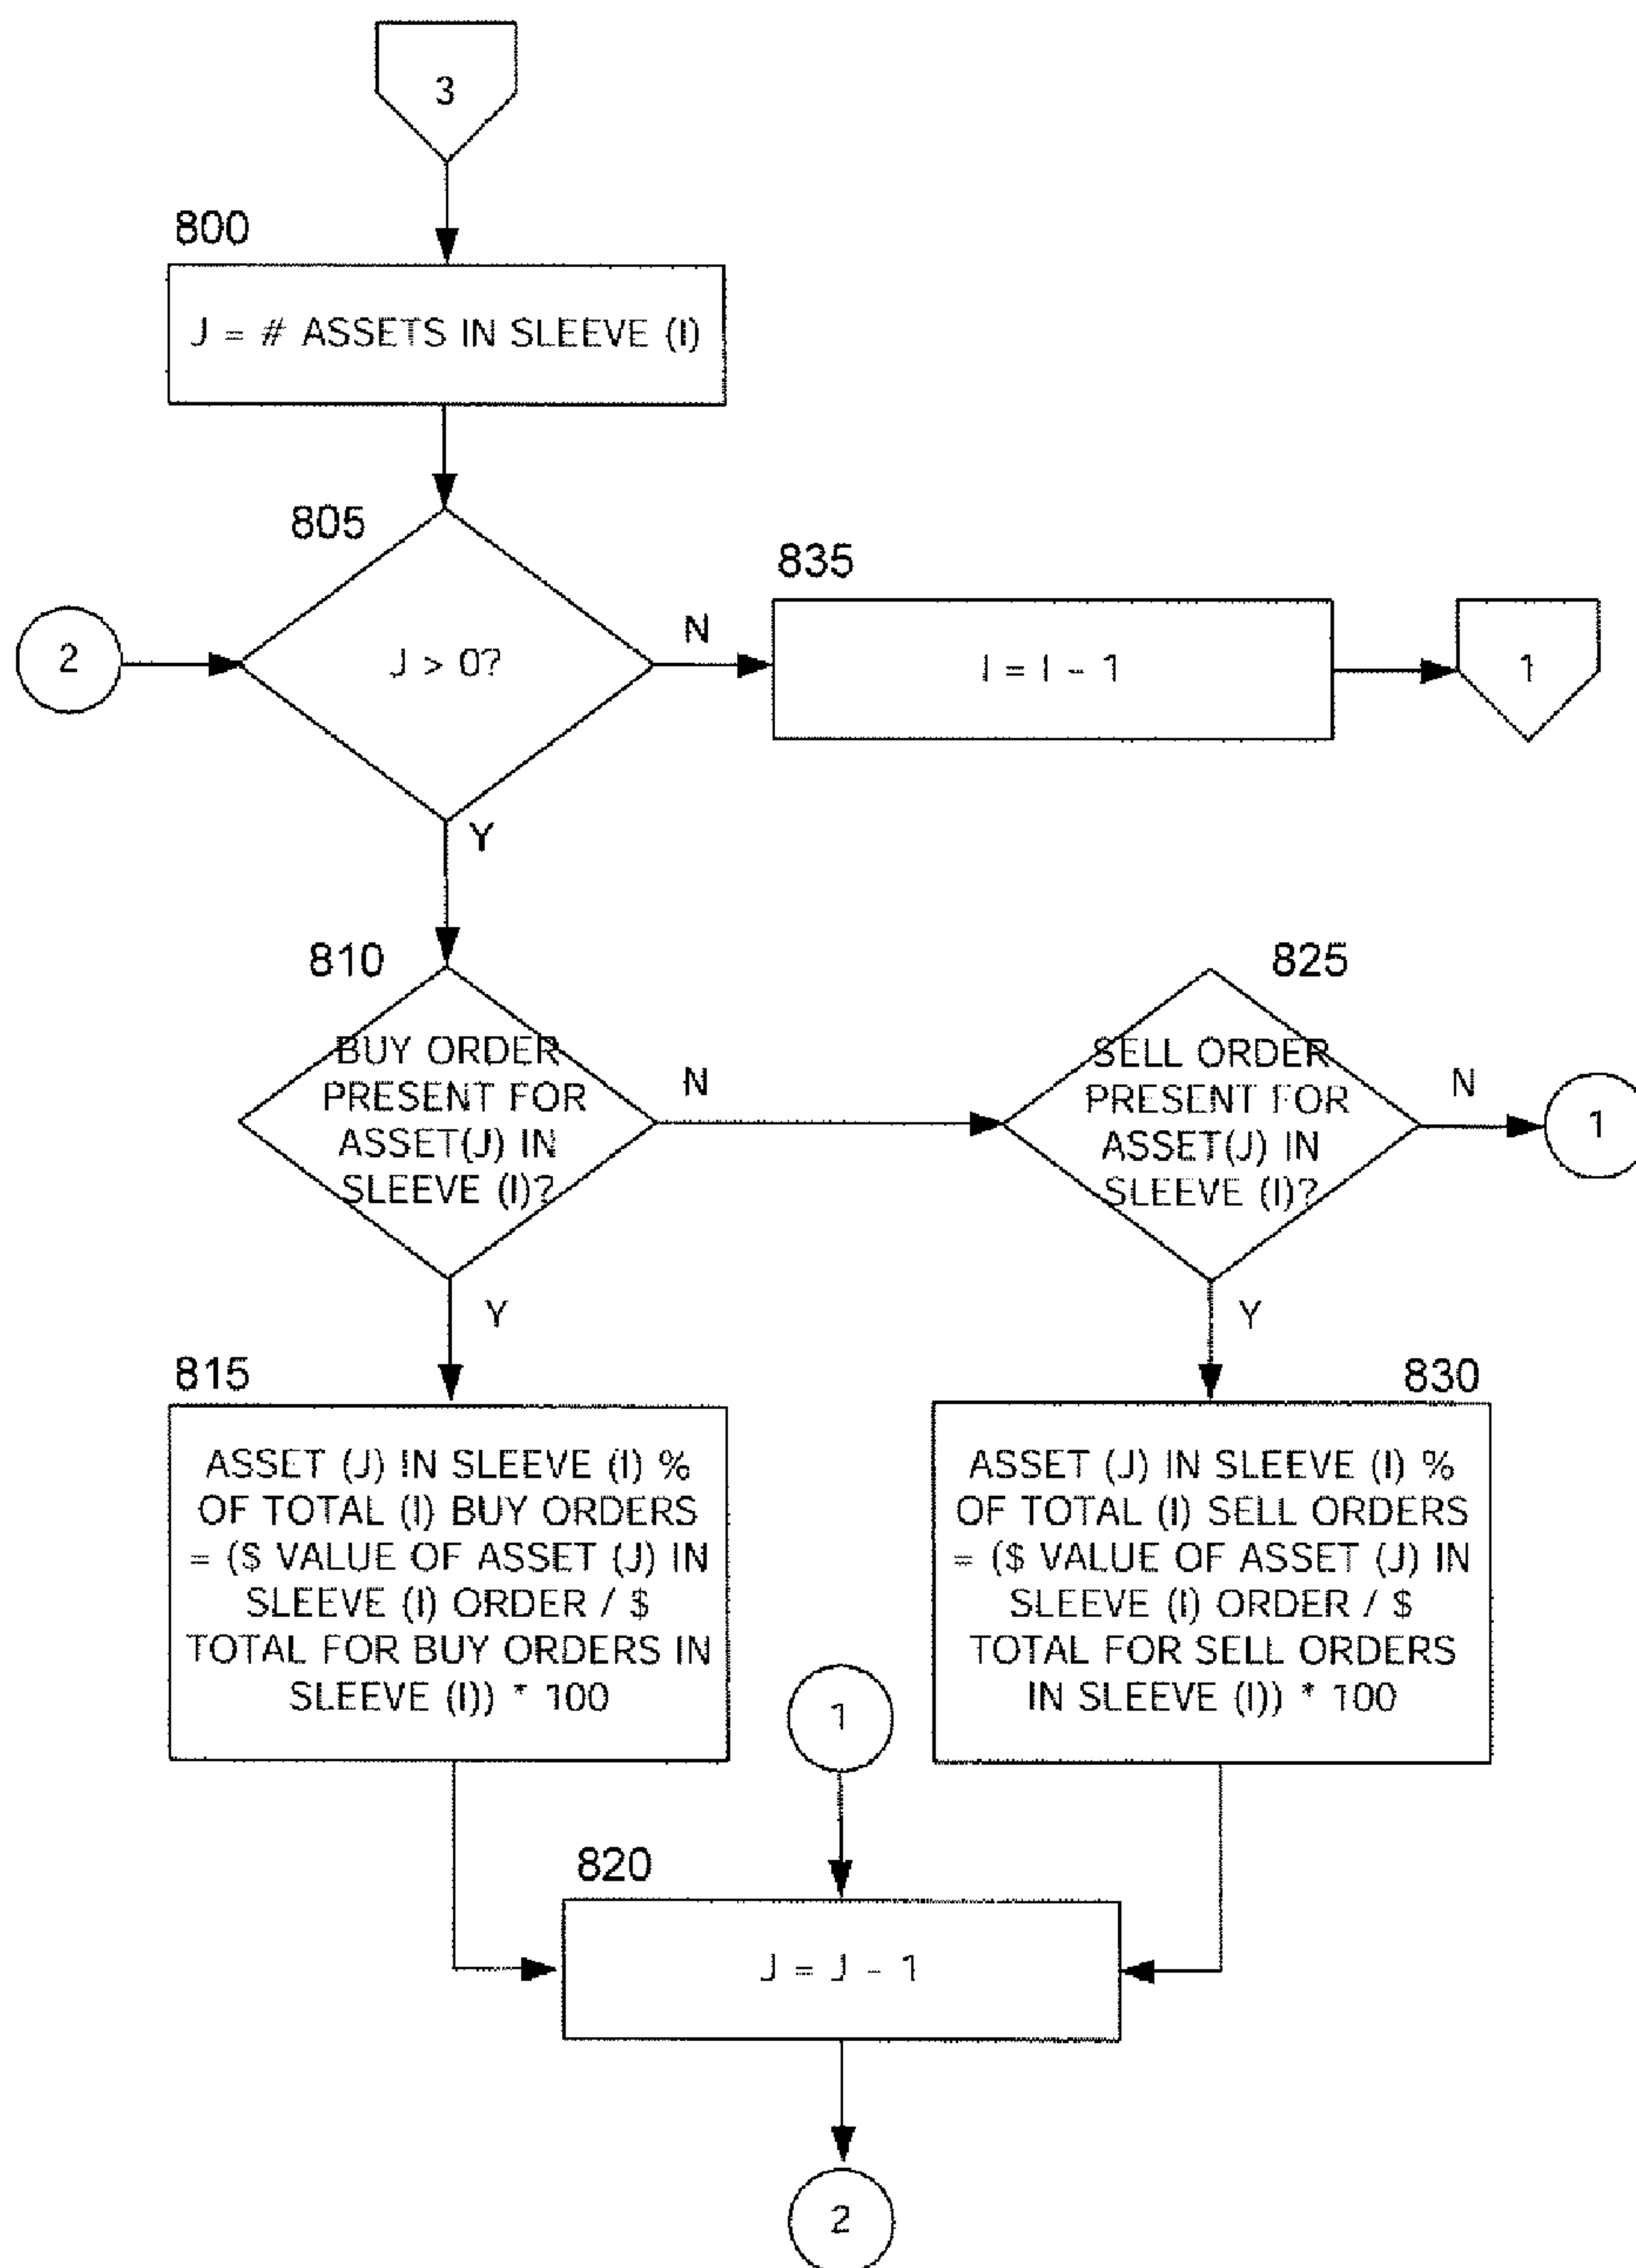 3
800
J = # ASSETS IN SLEEVE (I)
805
835
2
J > 0?
N
I = I - 1
1
Y
810
825
BUY ORDER
PRESENT FOR
ASSET(J) IN
SLEEVE (I)?
N
SELL ORDER
PRESENT FOR
ASSET(J) IN
SLEEVE (I)?
N
1
Y
Y
815
830
ASSET (J) IN SLEEVE (I) %
OF TOTAL (I) BUY ORDERS
= ($ VALUE OF ASSET (J) IN
SLEEVE (I) ORDER / $
TOTAL FOR BUY ORDERS IN
SLEEVE (I)) * 100
ASSET (J) IN SLEEVE (I) %
OF TOTAL (I) SELL ORDERS
= ($ VALUE OF ASSET (J) IN
SLEEVE (I) ORDER / $
TOTAL FOR SELL ORDERS
IN SLEEVE (I)) * 100
1
820
J = J - 1
2